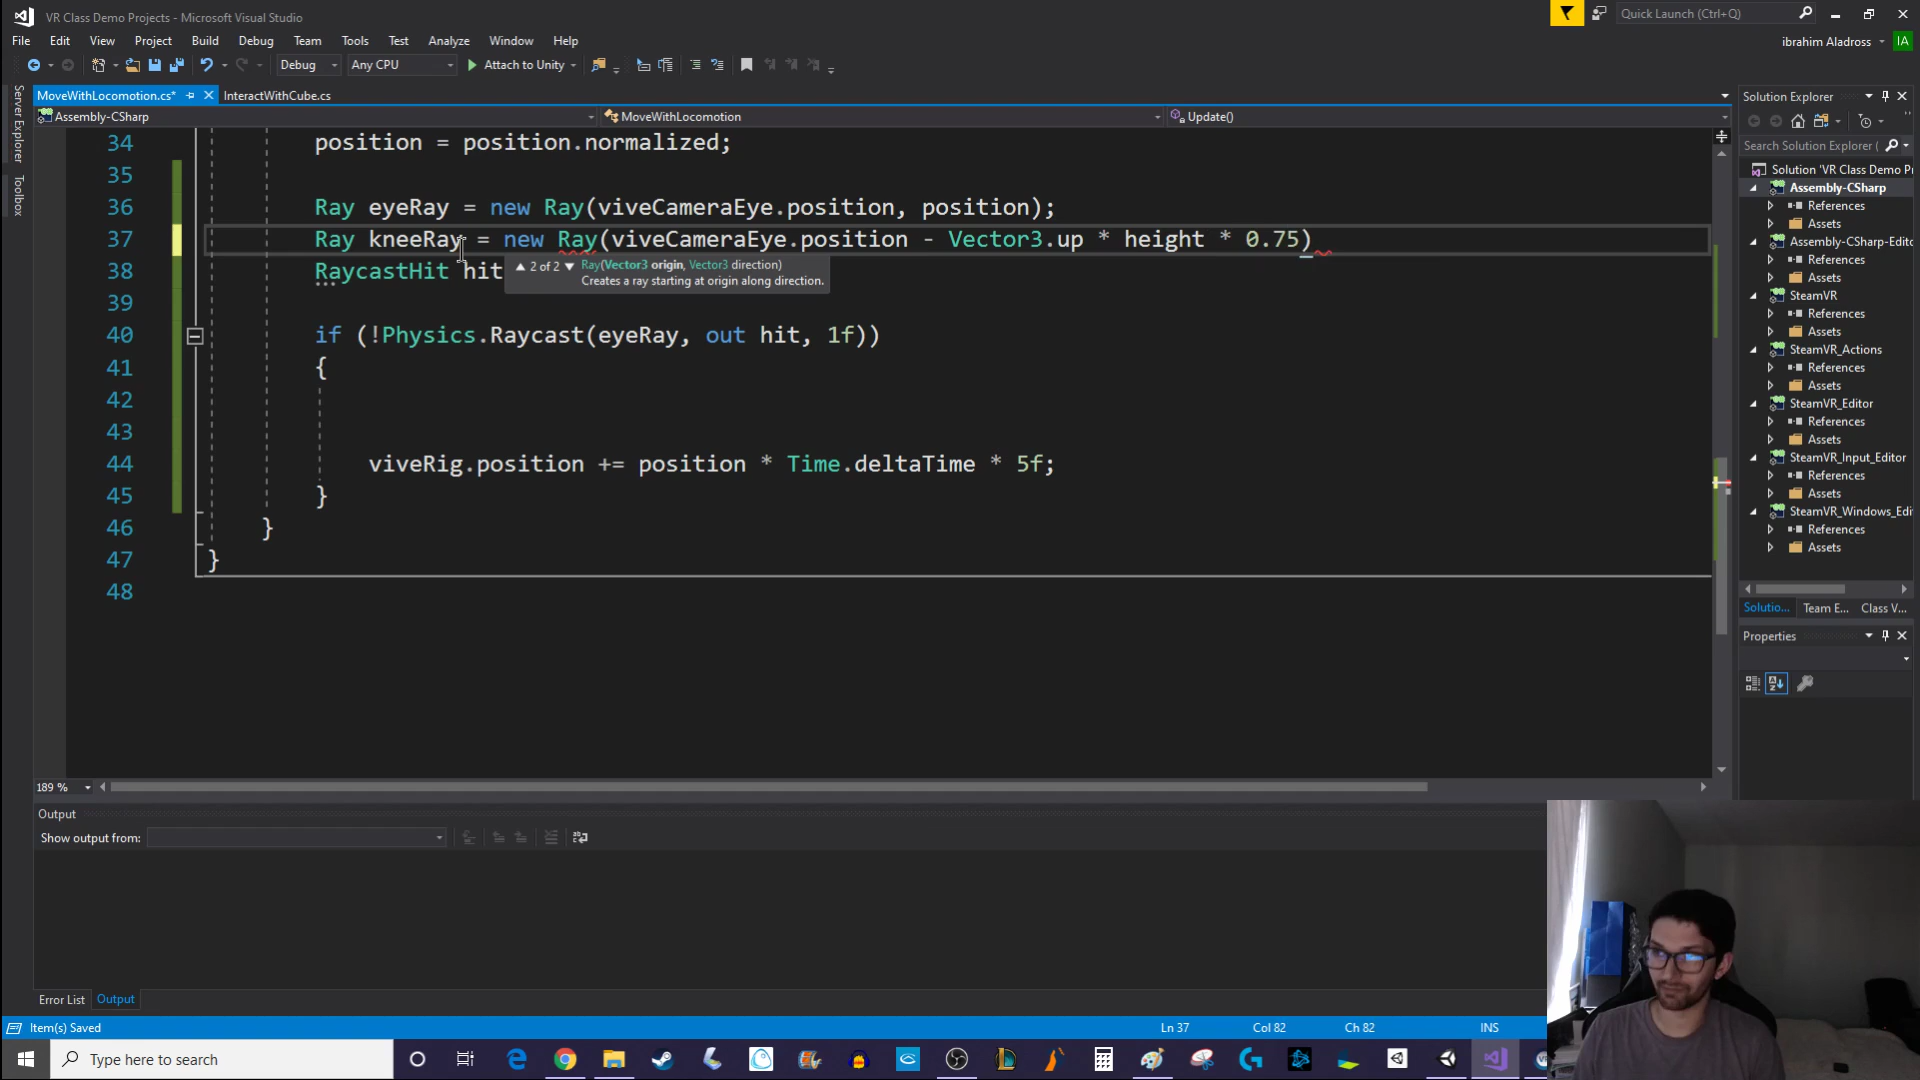 VR Class Demo Projects - Microsoft Visual Studio
Quick Launch (Ctrl+Q)
File Edit View Project Build Debug Team Tools Test Analyze Window Help
ibrahim Aladross IA
Debug Any CPU Attach to Unity
Server Explorer
Toolbox
MoveWithLocomotion.cs* InteractWithCube.cs
Assembly-CSharp MoveWithLocomotion Update()
34 position = position.normalized;
35
36 Ray eyeRay = new Ray(viveCameraEye.position, position);
37 Ray kneeRay = new Ray(viveCameraEye.position - Vector3.up * height * 0.75)
38 RaycastHit hit
2 of 2 Ray(Vector3 origin, Vector3 direction)
Creates a ray starting at origin along direction.
39
40 if (!Physics.Raycast(eyeRay, out hit, 1f))
41 {
42
43
44 viveRig.position += position * Time.deltaTime * 5f;
45 }
46 }
47 }
48
189 %
Output
Show output from:
Error List Output
Item(s) Saved
Ln 37 Col 82 Ch 82 INS
Type here to search
Solution Explorer
Search Solution Explorer (
Solution 'VR Class Demo Pr
Assembly-CSharp
References
Assets
Assembly-CSharp-Edito
References
Assets
SteamVR
References
Assets
SteamVR_Actions
References
Assets
SteamVR_Editor
References
Assets
SteamVR_Input_Editor
References
Assets
SteamVR_Windows_Edi
References
Assets
Solutio... Team E... Class V...
Properties